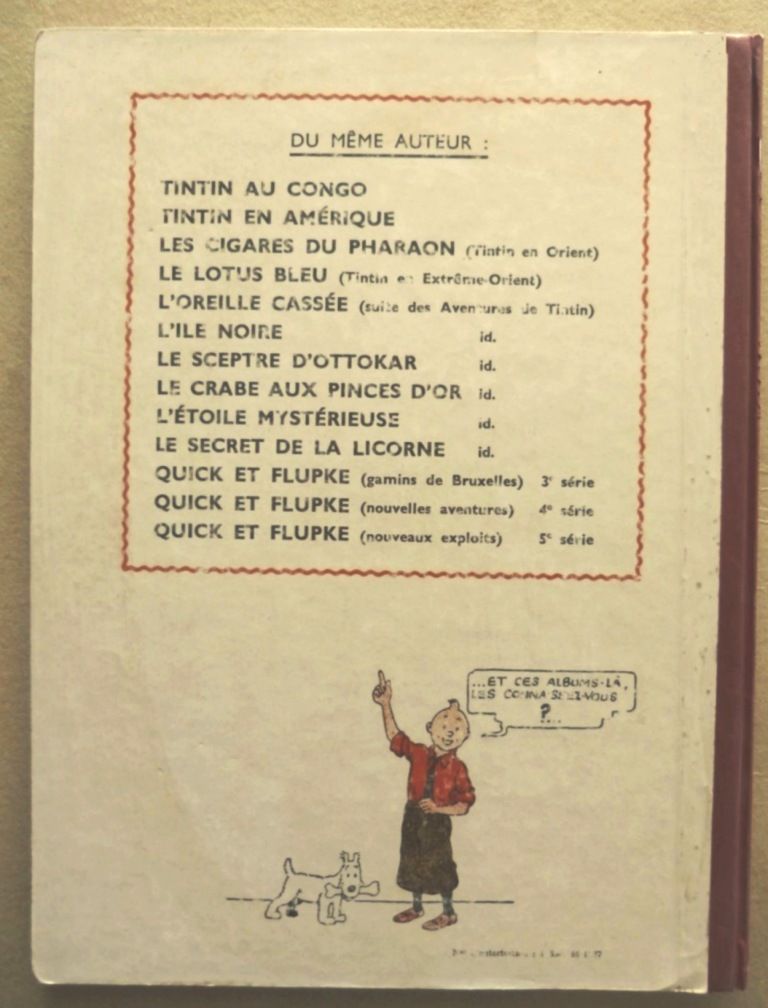 DU MÊME AUTEUR :
TINTIN AU CONGO
TINTIN EN AMÉRIQUE
LES CIGARES DU PHARAON (Tintin en Orient)
LE LOTUS BLEU (Tintin en Extrême-Orient)
L'OREILLE CASSÉE (suite des Aventures de Tintin)
L'ILE NOIRE id.
LE SCEPTRE D'OTTOKAR id.
LE CRABE AUX PINCES D'OR id.
L'ÉTOILE MYSTÉRIEUSE id.
LE SECRET DE LA LICORNE id.
QUICK ET FLUPKE (gamins de Bruxelles) 3e série
QUICK ET FLUPKE (nouvelles aventures) 4e série
QUICK ET FLUPKE (nouveaux exploits) 5e série
...ET CES ALBUMS-LÀ,
LES CONNAISSEZ-VOUS
?...